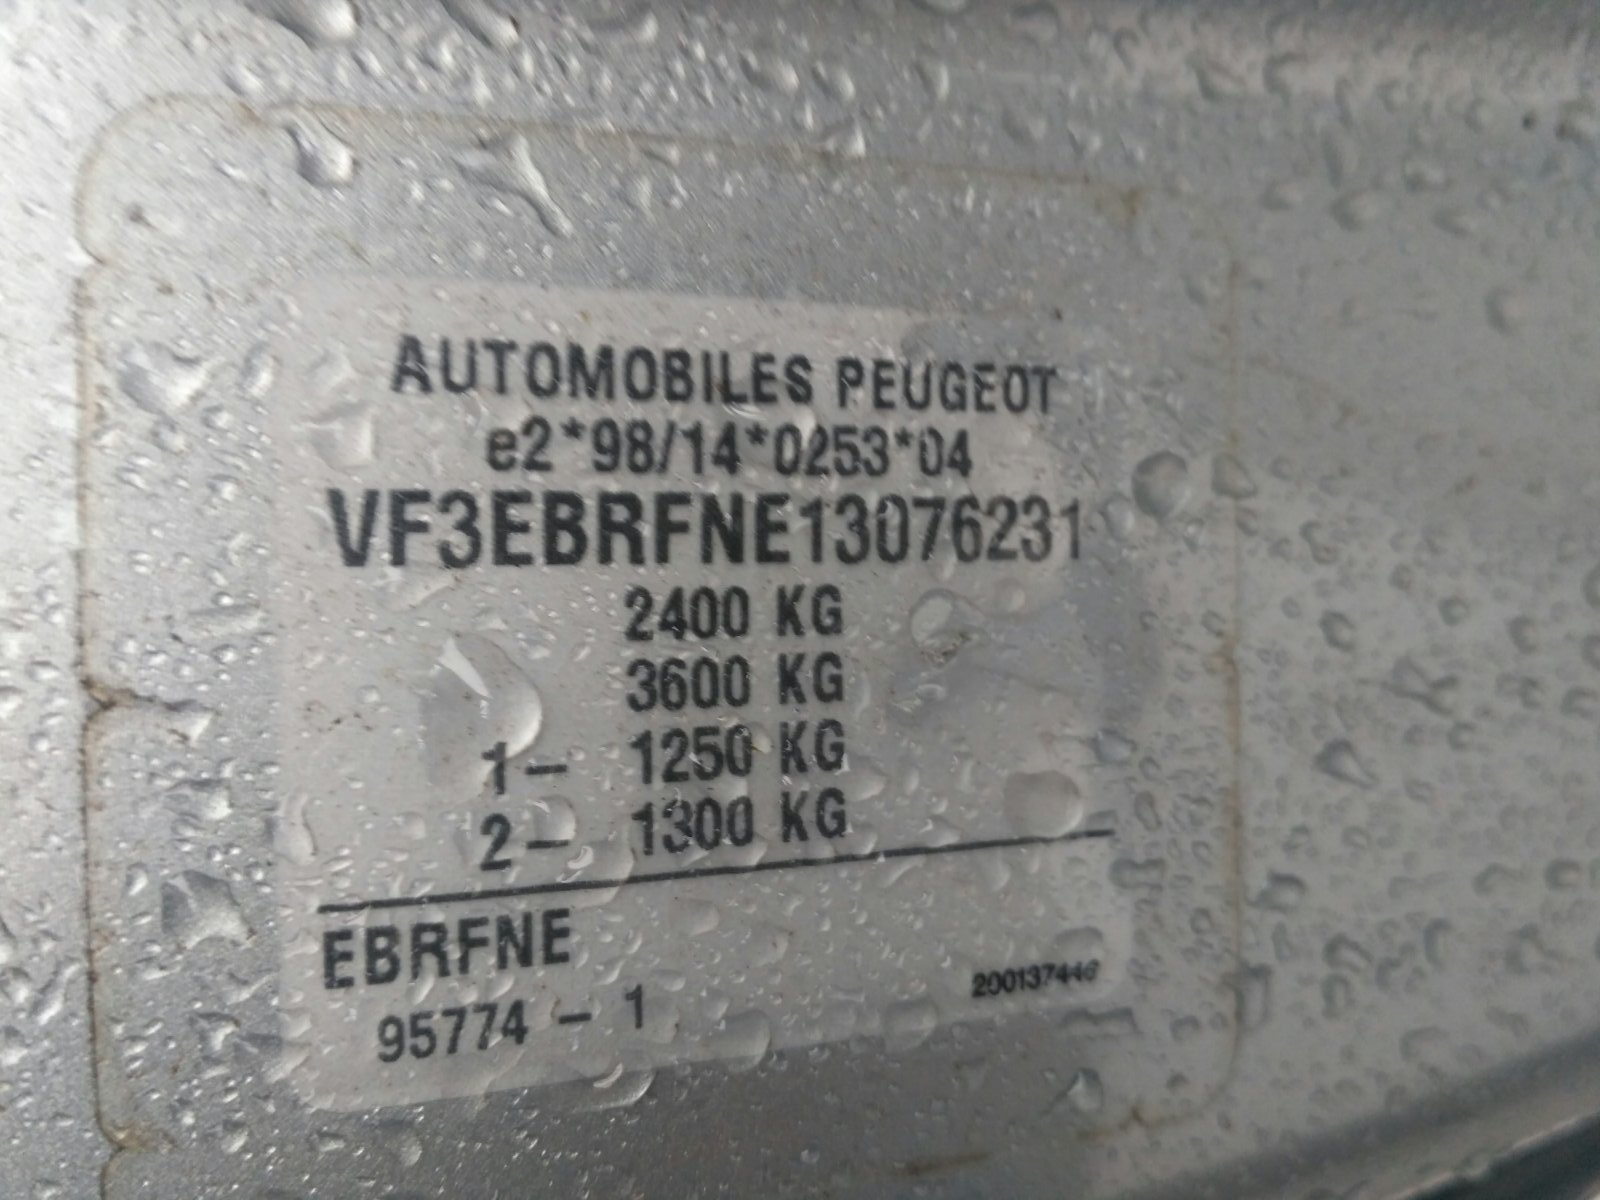 AUTOMOBILES PEUGEOT
e2*98/14*0253*04
VF3EBRFNE13076231
2400 KG
3600 KG
1- 1250 KG
2- 1300 KG
EBRFNE
200137446
95774 - 1